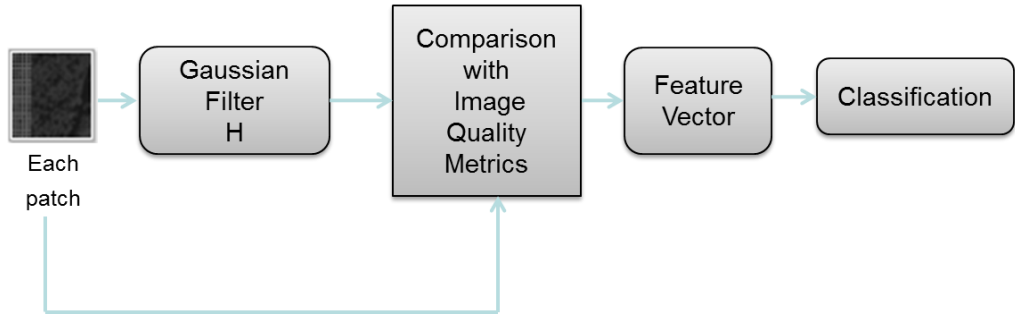 Each
patch
Gaussian
Filter
H
Comparison
with
Image
Quality
Metrics
Feature
Vector
Classification